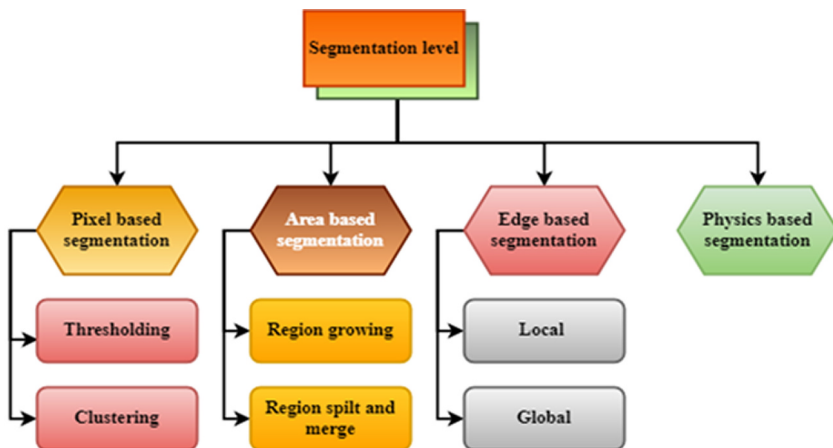 Segmentation level
Pixel based
segmentation
Area based
segmentation
Edge based
segmentation
Physics based
segmentation
Thresholding
Region growing
Local
Clustering
Region spilt and
merge
Global